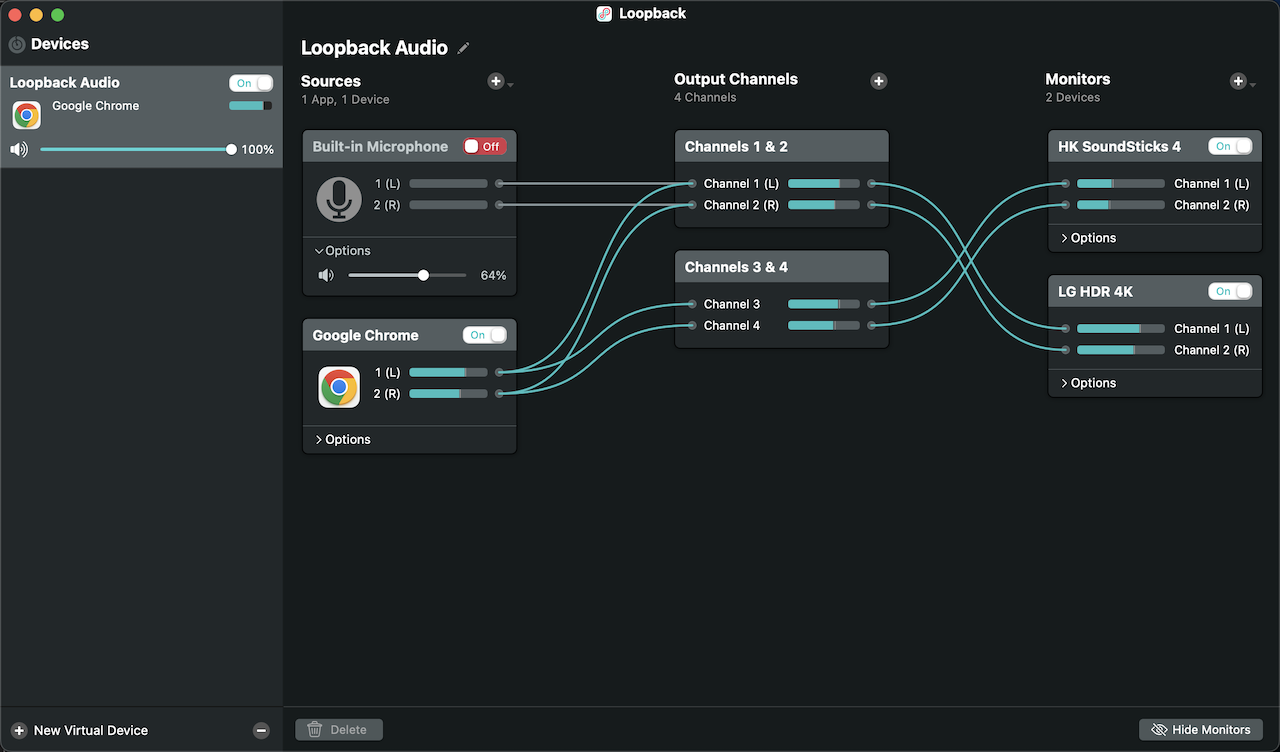 Loopback
Devices
Loopback Audio
On
Google Chrome
100%
New Virtual Device
Loopback Audio
Sources
1 App, 1 Device
Built-in Microphone
Off
1 (L)
2 (R)
Options
64%
Google Chrome
On
1 (L)
2 (R)
Options
Output Channels
4 Channels
Channels 1 & 2
Channel 1 (L)
Channel 2 (R)
Channels 3 & 4
Channel 3
Channel 4
Monitors
2 Devices
HK SoundSticks 4
On
Channel 1 (L)
Channel 2 (R)
Options
LG HDR 4K
On
Channel 1 (L)
Channel 2 (R)
Options
Delete
Hide Monitors